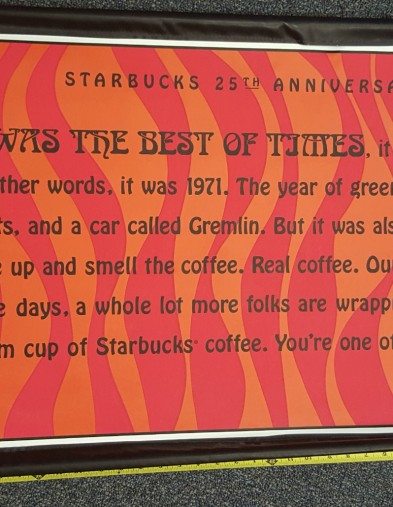 STARBUCKS 25TH ANNIVERSA
WAS THE BEST OF TIMES, it
ther words, it was 1971. The year of green
ts, and a car called Gremlin. But it was als
e up and smell the coffee. Real coffee. Ou
e days, a whole lot more folks are wrapp
m cup of Starbucks® coffee. You're one of